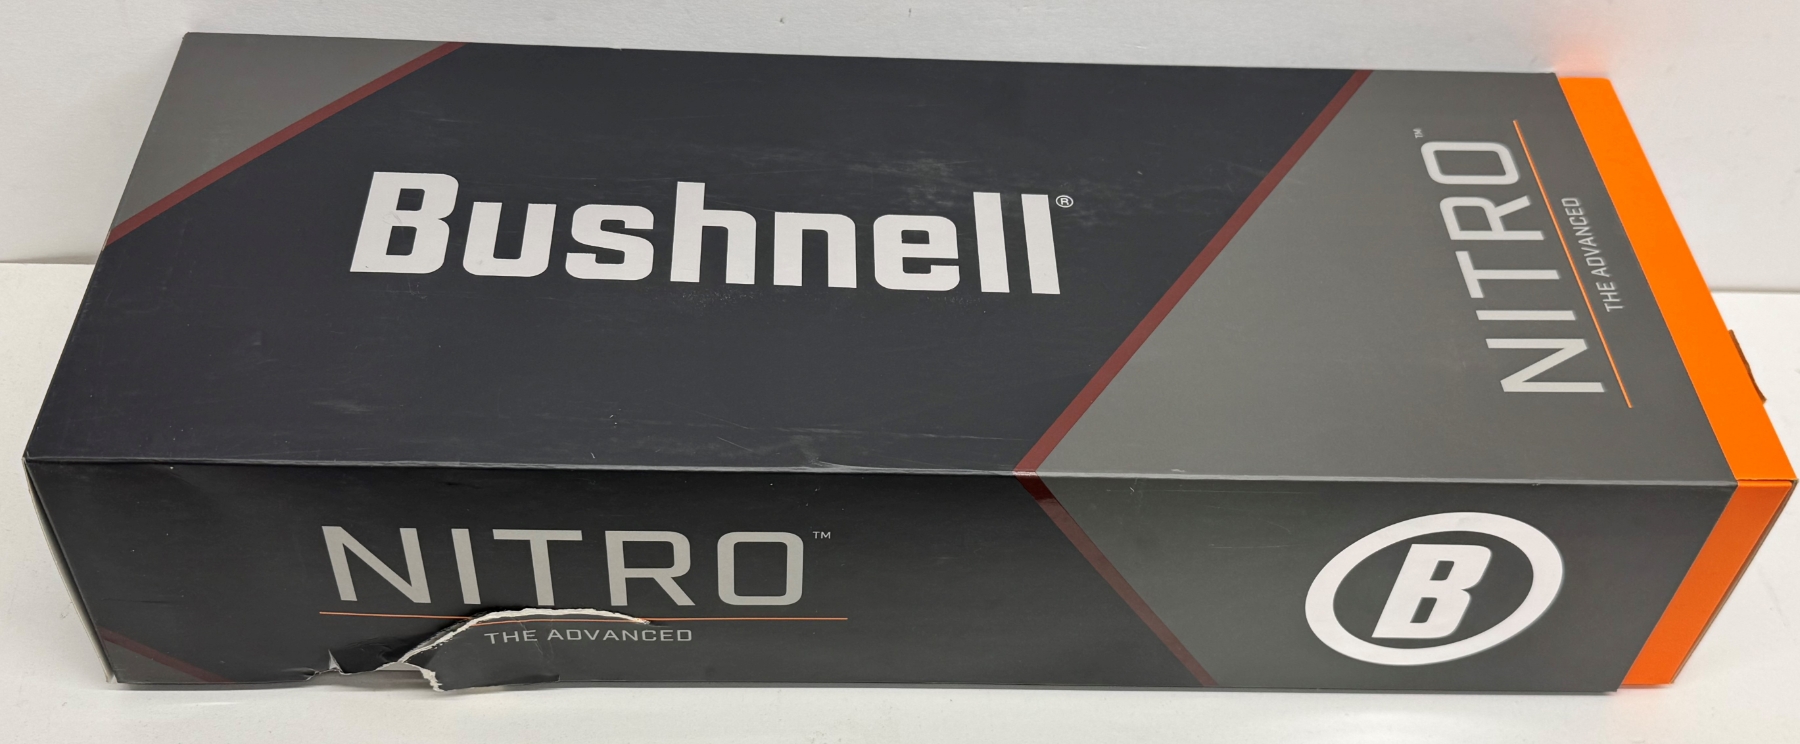 Bushnell®
NITRO™
THE ADVANCED
NITRO™
THE ADVANCED
B